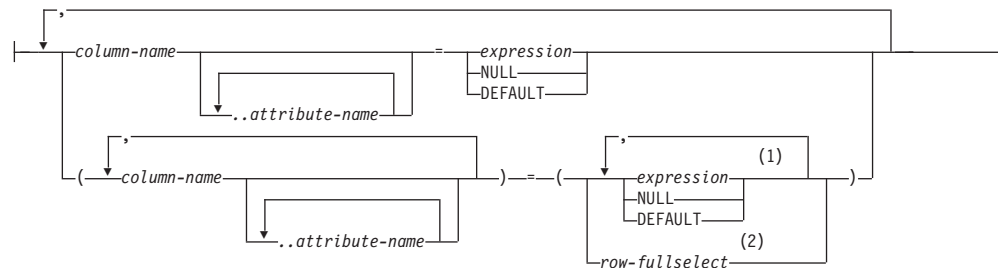 ,
column-name = expression
NULL
..attribute-name DEFAULT
, ,
(1)
( column-name ) = ( expression )
NULL
..attribute-name DEFAULT
(2)
row-fullselect